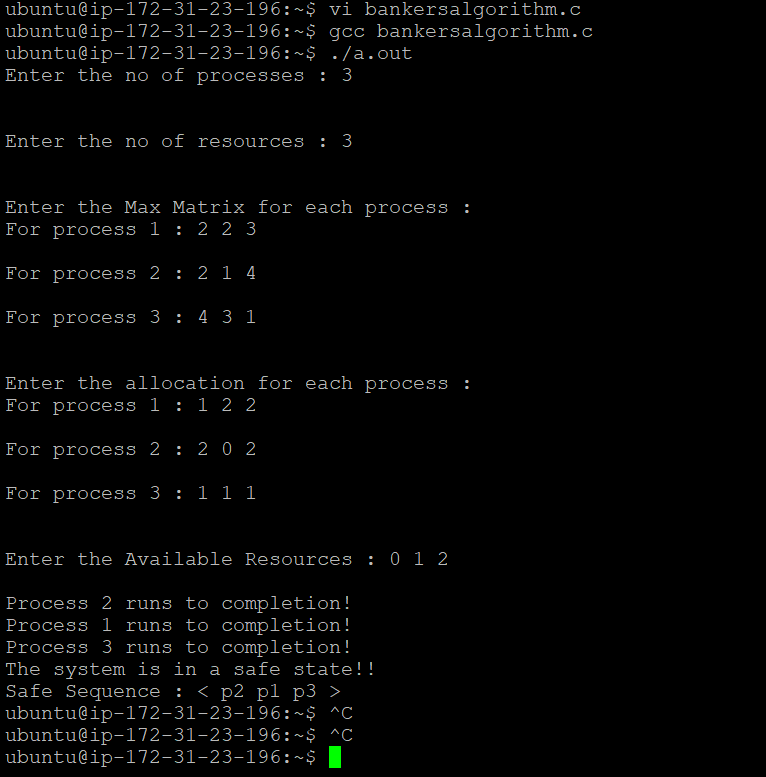 ubuntu@ip-172-31-23-196:~$ vi bankersalgorithm.c
ubuntu@ip-172-31-23-196:~$ gcc bankersalgorithm.c
ubuntu@ip-172-31-23-196:~$ ./a.out
Enter the no of processes : 3
Enter the no of resources : 3
Enter the Max Matrix for each process :
For process 1 : 2 2 3
For process 2 : 2 1 4
For process 3 : 4 3 1
Enter the allocation for each process :
For process 1 : 1 2 2
For process 2 : 2 0 2
For process 3 : 1 1 1
Enter the Available Resources : 0 1 2
Process 2 runs to completion!
Process 1 runs to completion!
Process 3 runs to completion!
The system is in a safe state!!
Safe Sequence : < p2 p1 p3 >
ubuntu@ip-172-31-23-196:~$ ^C
ubuntu@ip-172-31-23-196:~$ ^C
ubuntu@ip-172-31-23-196:~$